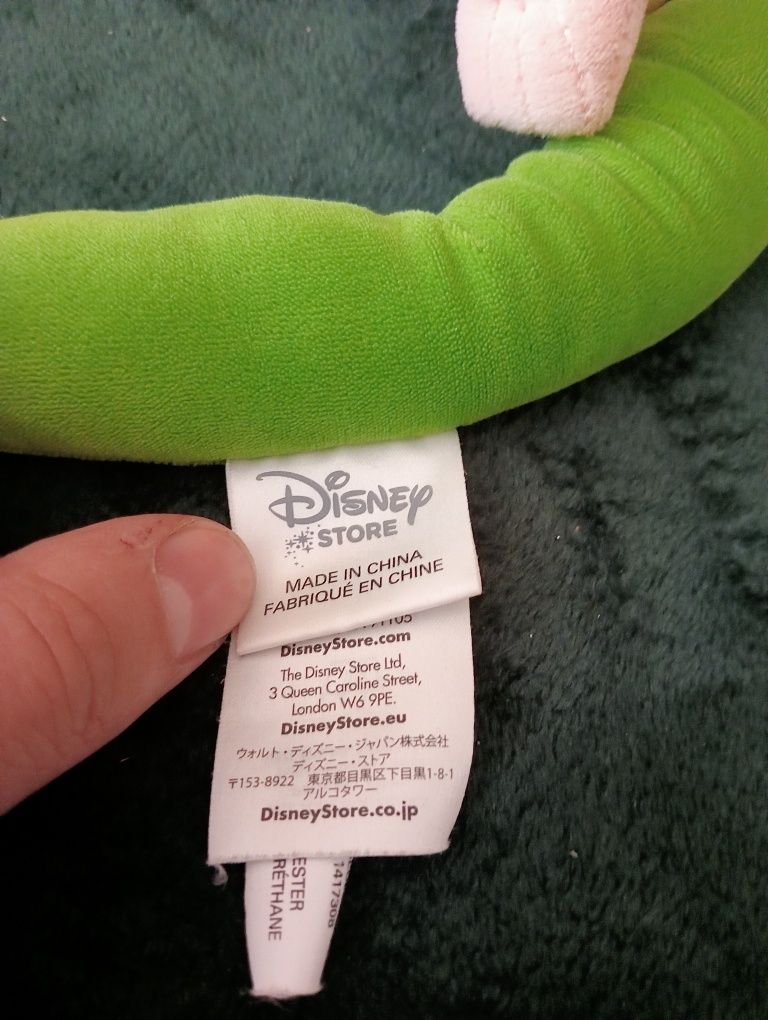 Disney
STORE
MADE IN CHINA
FABRIQUÉ EN CHINE
DisneyStore.com
The Disney Store Ltd,
3 Queen Caroline Street,
London W6 9PE.
DisneyStore.eu
ウォルト・ディズニー・ジャパン株式会社
ディズニー・ストア
〒153-8922 東京都目黒区下目黒1-8-1
アルコタワー
DisneyStore.co.jp
ESTER
RÉTHANE